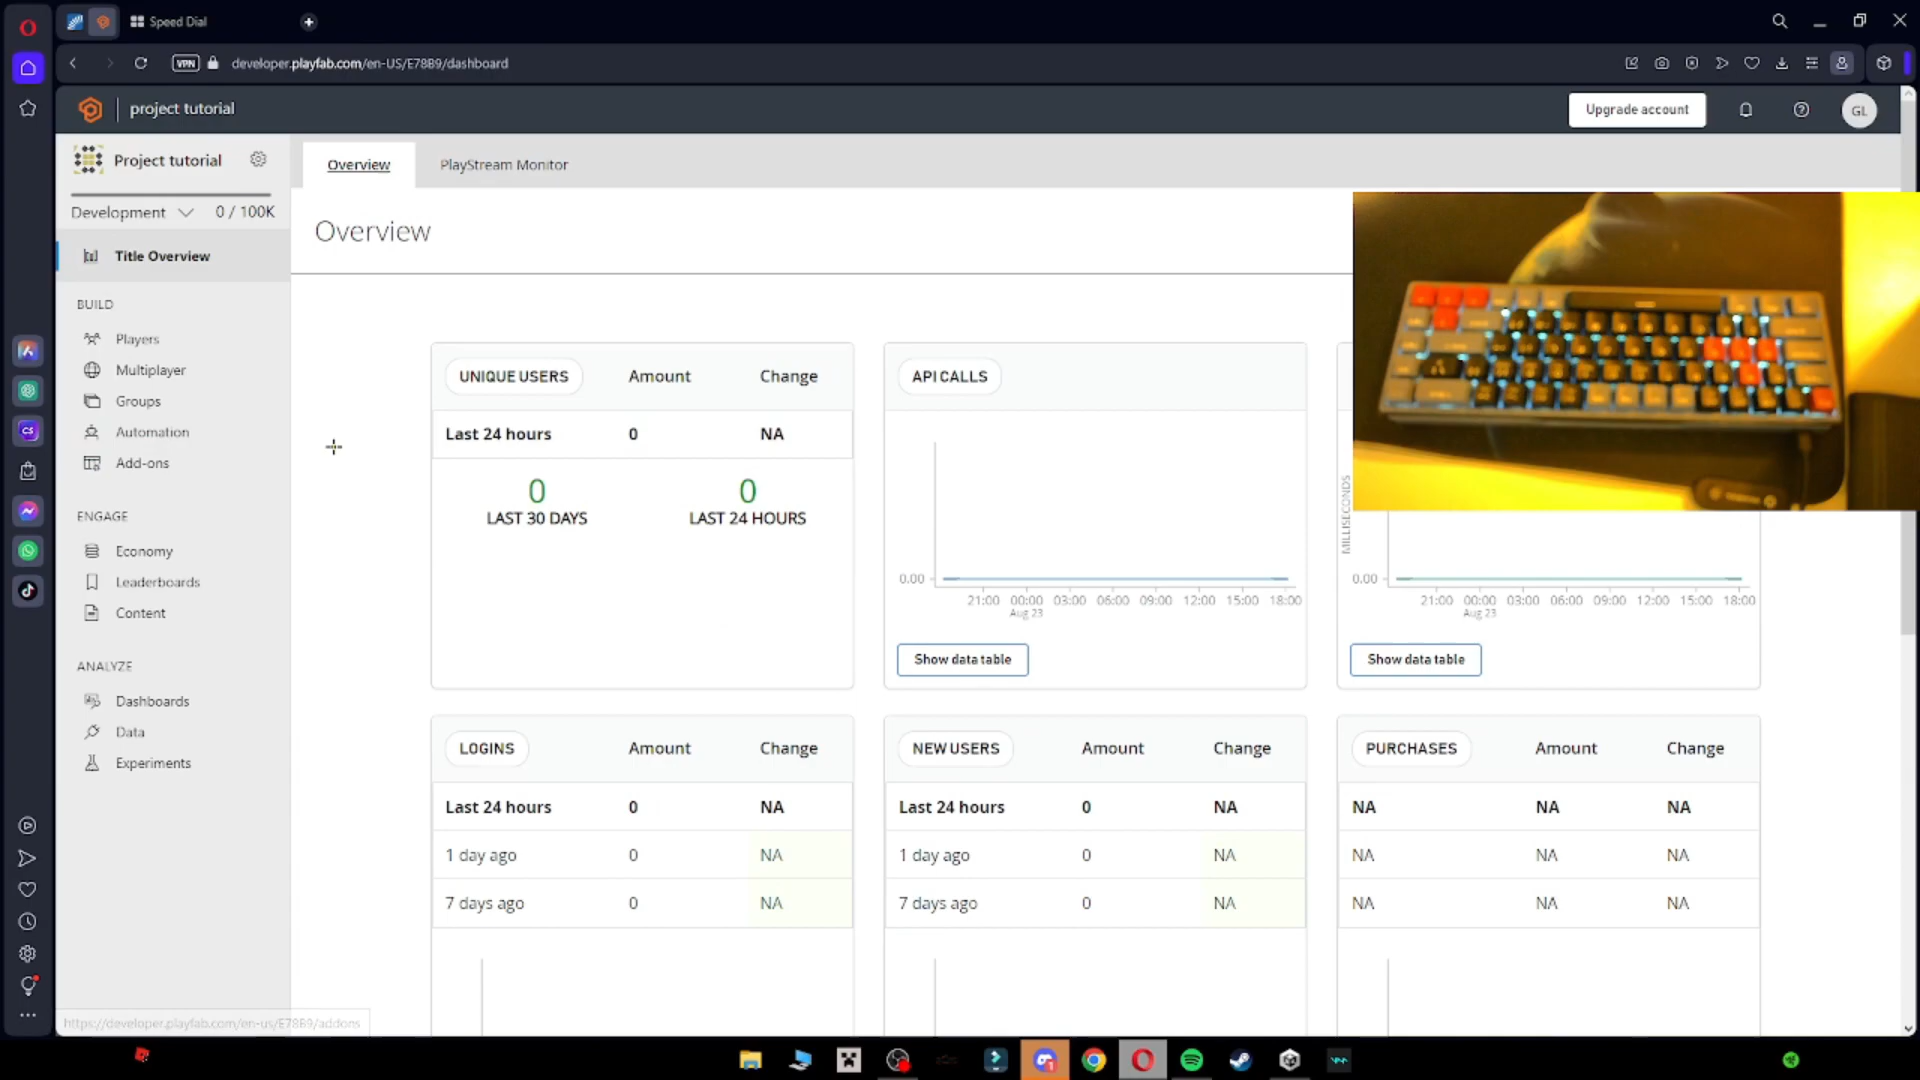 Speed Dial
VPN developer.playfab.com/en-US/E78B9/dashboard
project tutorial
Upgrade account
GL
Project tutorial
Development 0 / 100K
Title Overview
BUILD
Players
Multiplayer
Groups
Automation
Add-ons
ENGAGE
Economy
Leaderboards
Content
ANALYZE
Dashboards
Data
Experiments
https://developer.playfab.com/en-us/E78B9/addons
Overview PlayStream Monitor
Overview
UNIQUE USERS Amount Change
Last 24 hours 0 NA
0 0
LAST 30 DAYS LAST 24 HOURS
API CALLS
0.00
21:00 00:00 03:00 06:00 09:00 12:00 15:00 18:00
Aug 23
Show data table
MILLISECONDS
0.00
21:00 00:00 03:00 06:00 09:00 12:00 15:00 18:00
Aug 23
Show data table
LOGINS Amount Change
Last 24 hours 0 NA
1 day ago 0 NA
7 days ago 0 NA
NEW USERS Amount Change
Last 24 hours 0 NA
1 day ago 0 NA
7 days ago 0 NA
PURCHASES Amount Change
NA NA NA
NA NA NA
NA NA NA